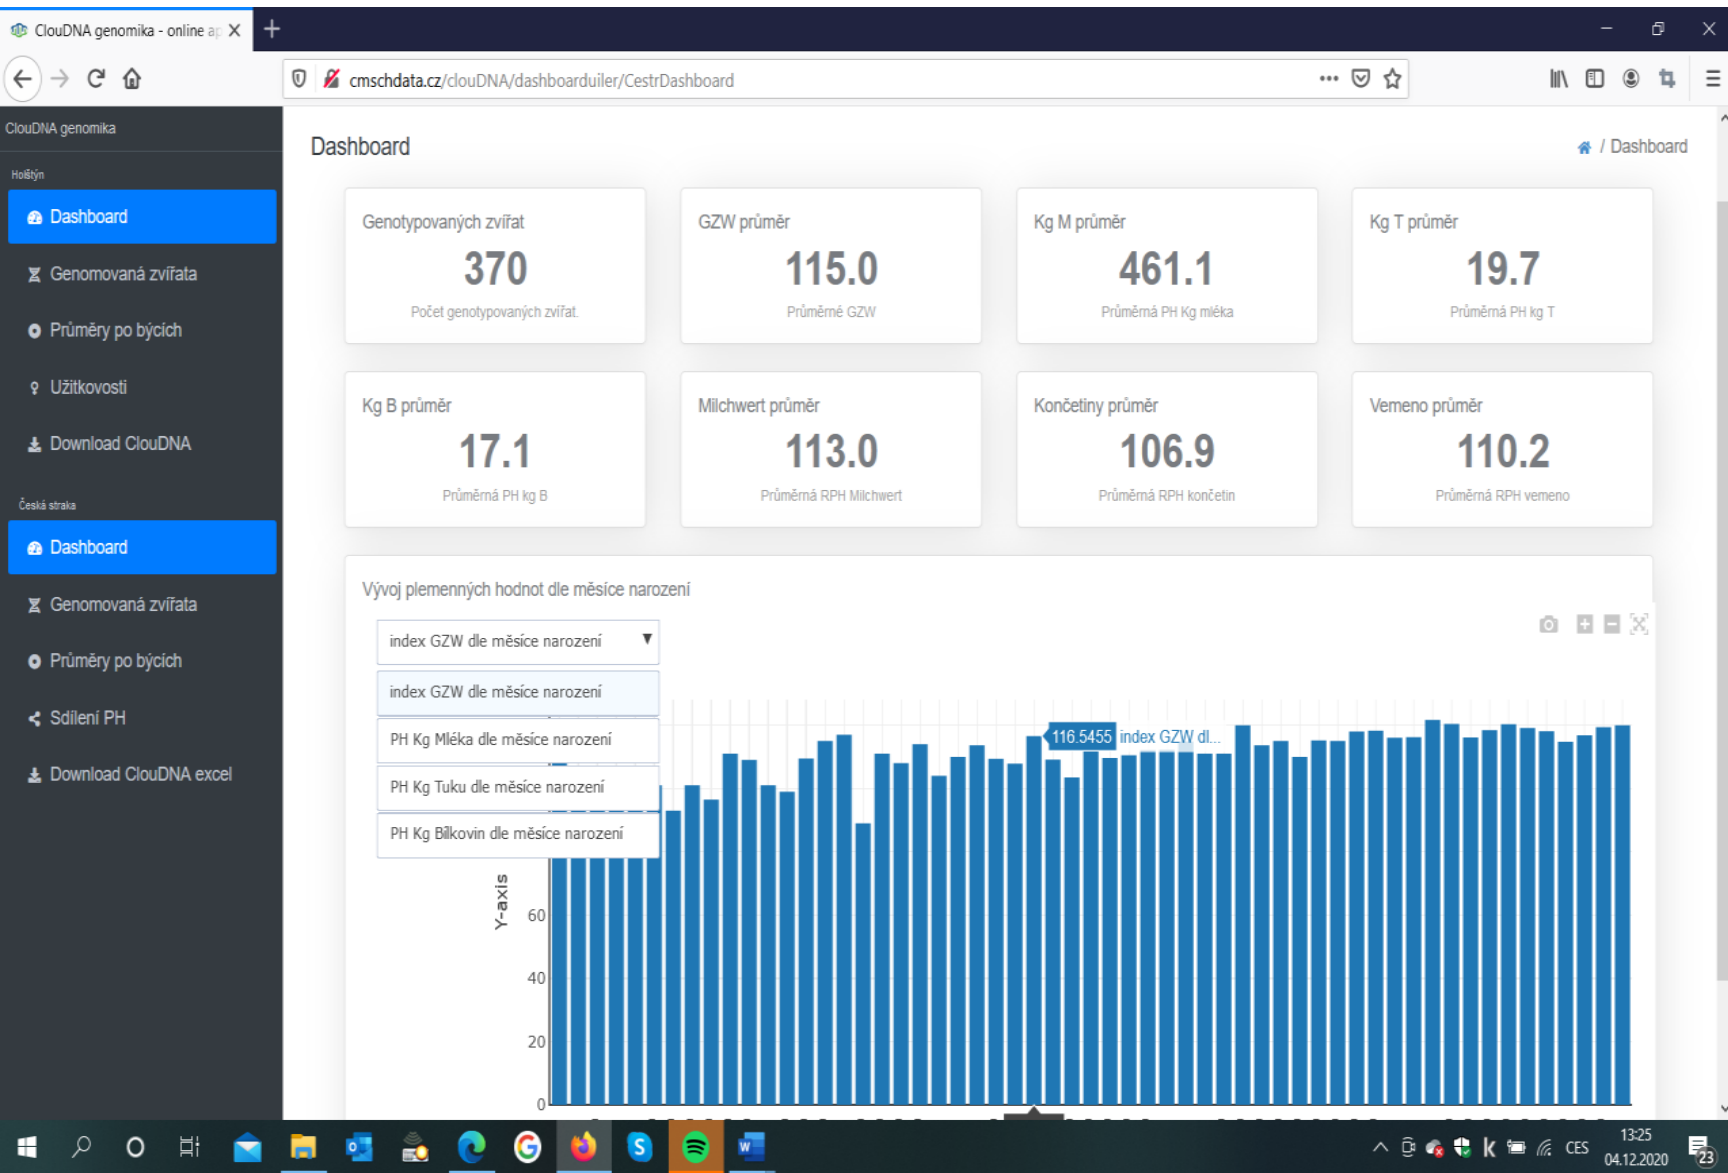 ClouDNA genomika - online ap
cmschdata.cz/clouDNA/dashboarduiler/CestrDashboard
ClouDNA genomika
Holštýn
Dashboard
Genomovaná zvířata
Průměry po býcích
Užitkovosti
Download ClouDNA
Česká straka
Dashboard
Genomovaná zvířata
Průměry po býcích
Sdílení PH
Download ClouDNA excel
Dashboard
/ Dashboard
Genotypovaných zvířat
370
Počet genotypovaných zvířat.
GZW průměr
115.0
Průměrné GZW
Kg M průměr
461.1
Průměrná PH Kg mléka
Kg T průměr
19.7
Průměrná PH kg T
Kg B průměr
17.1
Průměrná PH kg B
Milchwert průměr
113.0
Průměrná RPH Milchwert
Končetiny průměr
106.9
Průměrná RPH končetin
Vemeno průměr
110.2
Průměrná RPH vemeno
Vývoj plemenných hodnot dle měsíce narození
index GZW dle měsíce narození
index GZW dle měsíce narození
PH Kg Mléka dle měsíce narození
PH Kg Tuku dle měsíce narození
PH Kg Bílkovin dle měsíce narození
116.5455 index GZW dl...
Y-axis
60
40
20
0
CES
13:25
04.12.2020
23